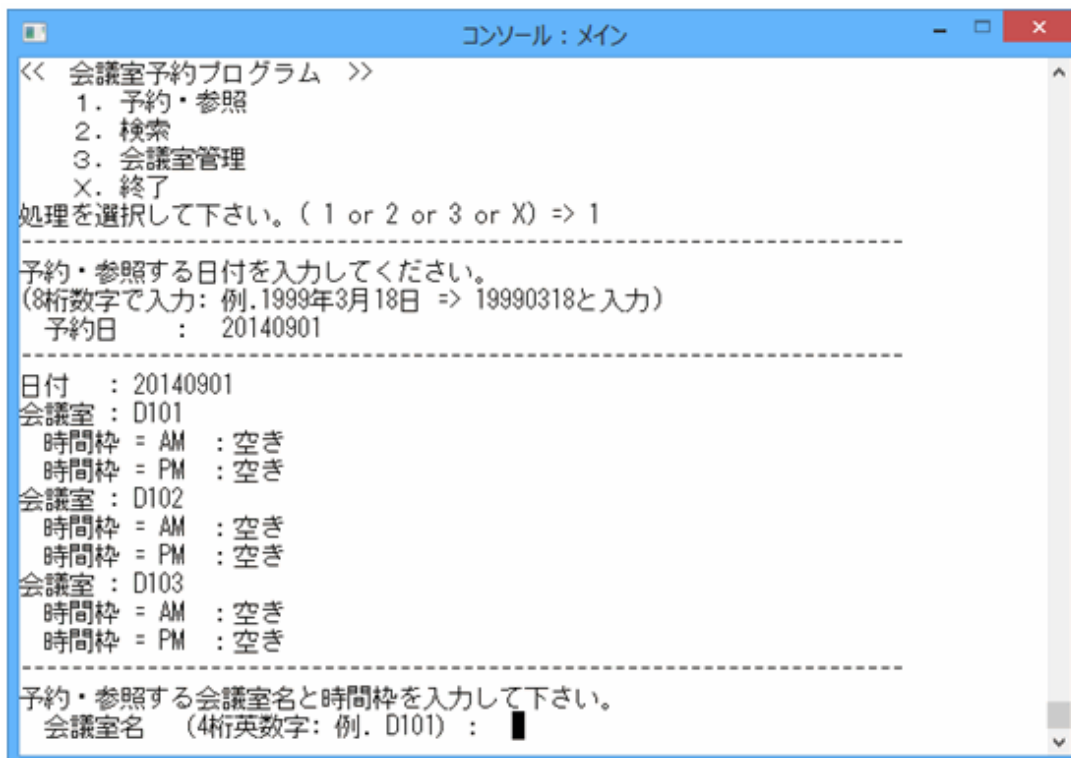 コンソール：メイン
<< 会議室予約プログラム >>
1．予約・参照
2．検索
3．会議室管理
X．終了
処理を選択して下さい。( 1 or 2 or 3 or X) => 1
----------------------------------------------------------------------
予約・参照する日付を入力してください。
(8桁数字で入力: 例.1999年3月18日 => 19990318と入力)
予約日 : 20140901
----------------------------------------------------------------------
日付 : 20140901
会議室 : D101
時間枠 = AM :空き
時間枠 = PM :空き
会議室 : D102
時間枠 = AM :空き
時間枠 = PM :空き
会議室 : D103
時間枠 = AM :空き
時間枠 = PM :空き
----------------------------------------------------------------------
予約・参照する会議室名と時間枠を入力して下さい。
会議室名 (4桁英数字: 例. D101) :